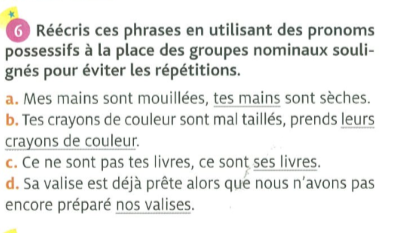 6 Réécris ces phrases en utilisant des pronoms
possessifs à la place des groupes nominaux souli-
gnés pour éviter les répétitions.
a. Mes mains sont mouillées, tes mains sont sèches.
b. Tes crayons de couleur sont mal taillés, prends leurs
crayons de couleur.
c. Ce ne sont pas tes livres, ce sont ses livres.
d. Sa valise est déjà prête alors que nous n'avons pas
encore préparé nos valises.